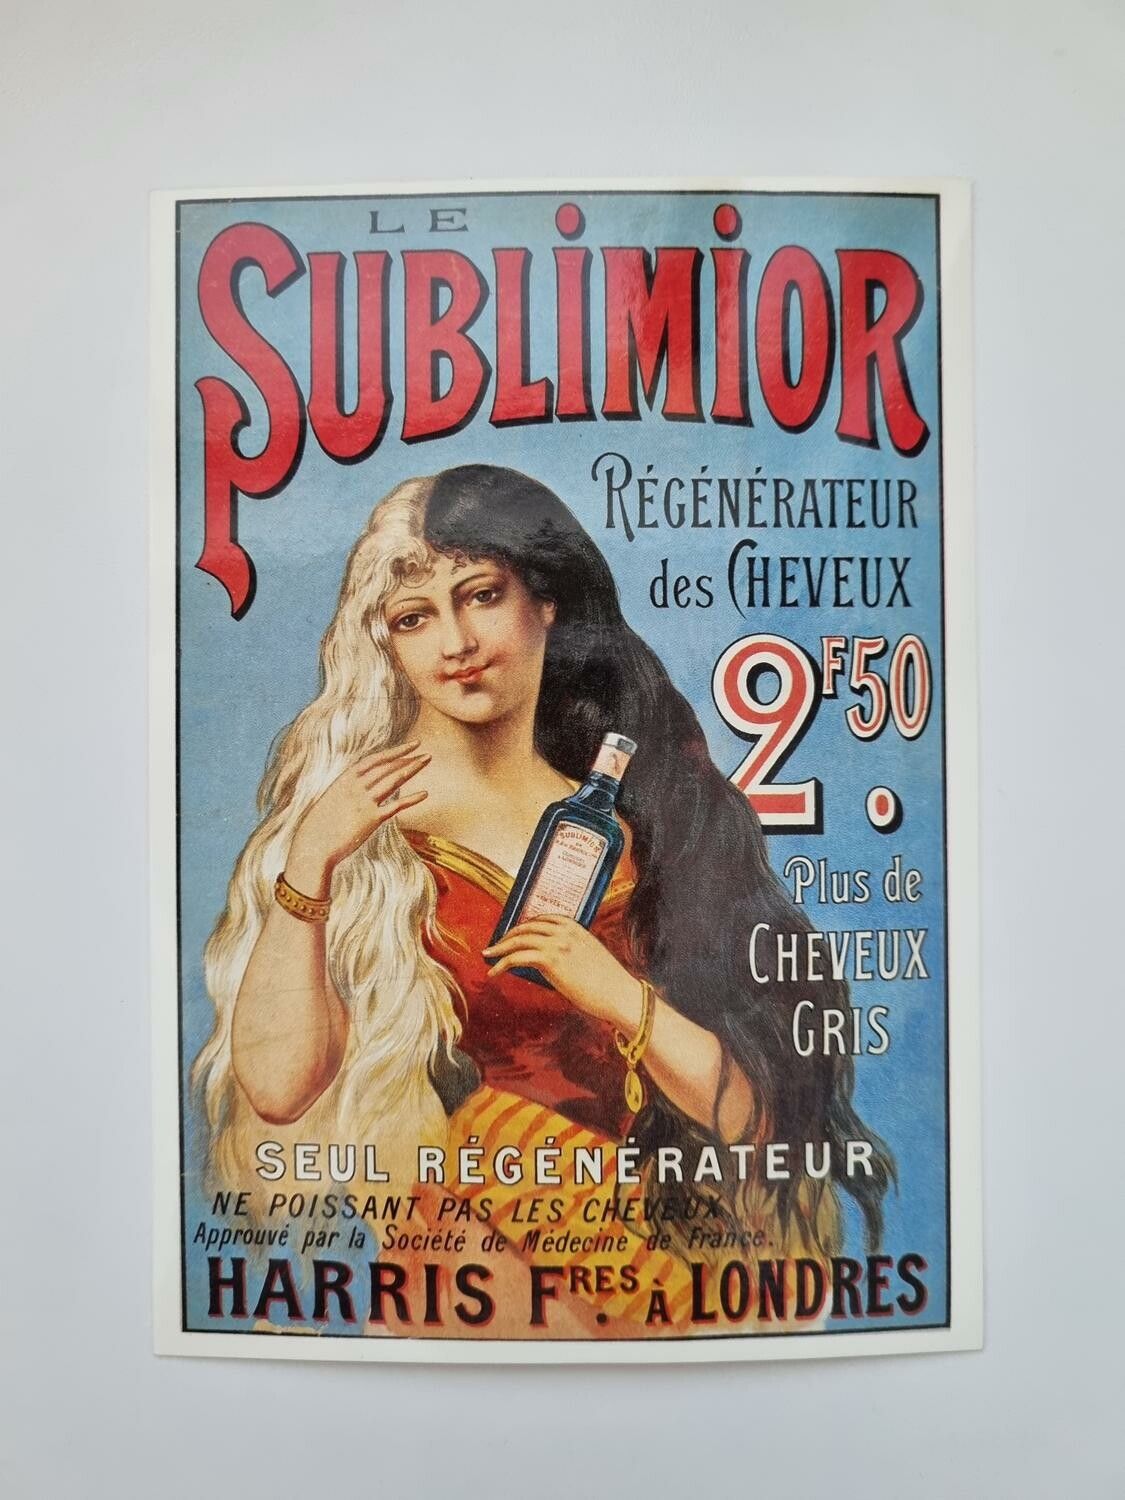 LE
SUBLIMIOR
RÉGÉNÉRATEUR
des CHEVEUX
2F50.
Plus de
CHEVEUX
GRIS
SUBLIMIOR
SEUL RÉGÉNÉRATEUR
NE POISSANT PAS LES CHEVEUX
Approuvé par la Société de Médecine de France.
HARRIS FRES. À LONDRES